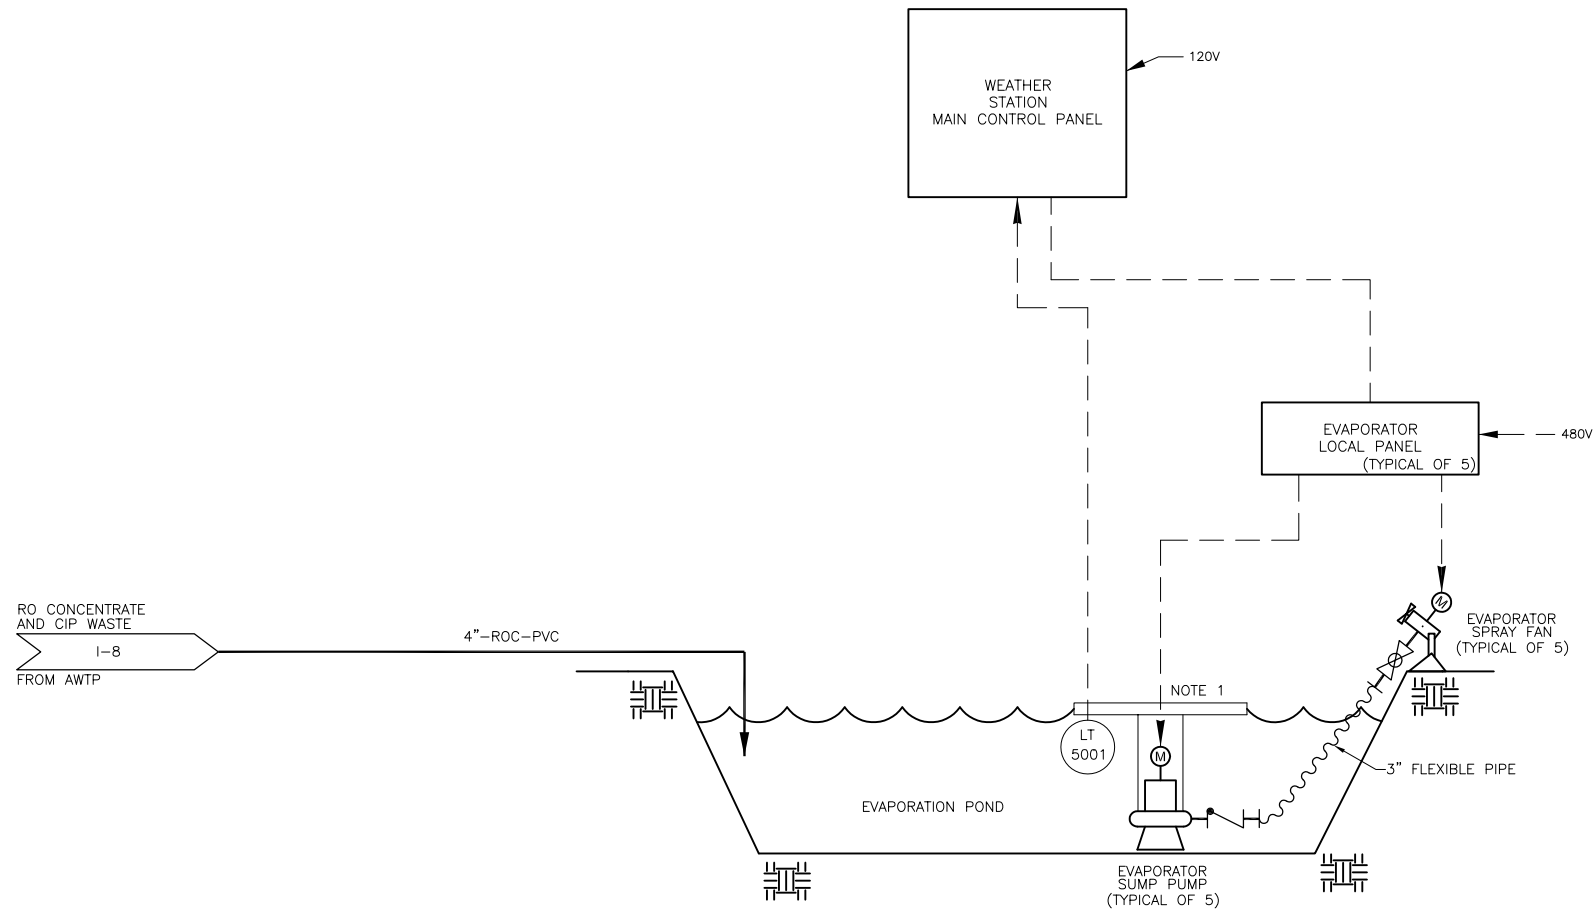 WEATHER
STATION
MAIN CONTROL PANEL
120V
EVAPORATOR
LOCAL PANEL
(TYPICAL OF 5)
480V
RO CONCENTRATE
AND CIP WASTE
I-8
FROM AWTP
4"-ROC-PVC
M
EVAPORATOR
SPRAY FAN
(TYPICAL OF 5)
NOTE 1
LT
5001
M
3" FLEXIBLE PIPE
EVAPORATION POND
EVAPORATOR
SUMP PUMP
(TYPICAL OF 5)